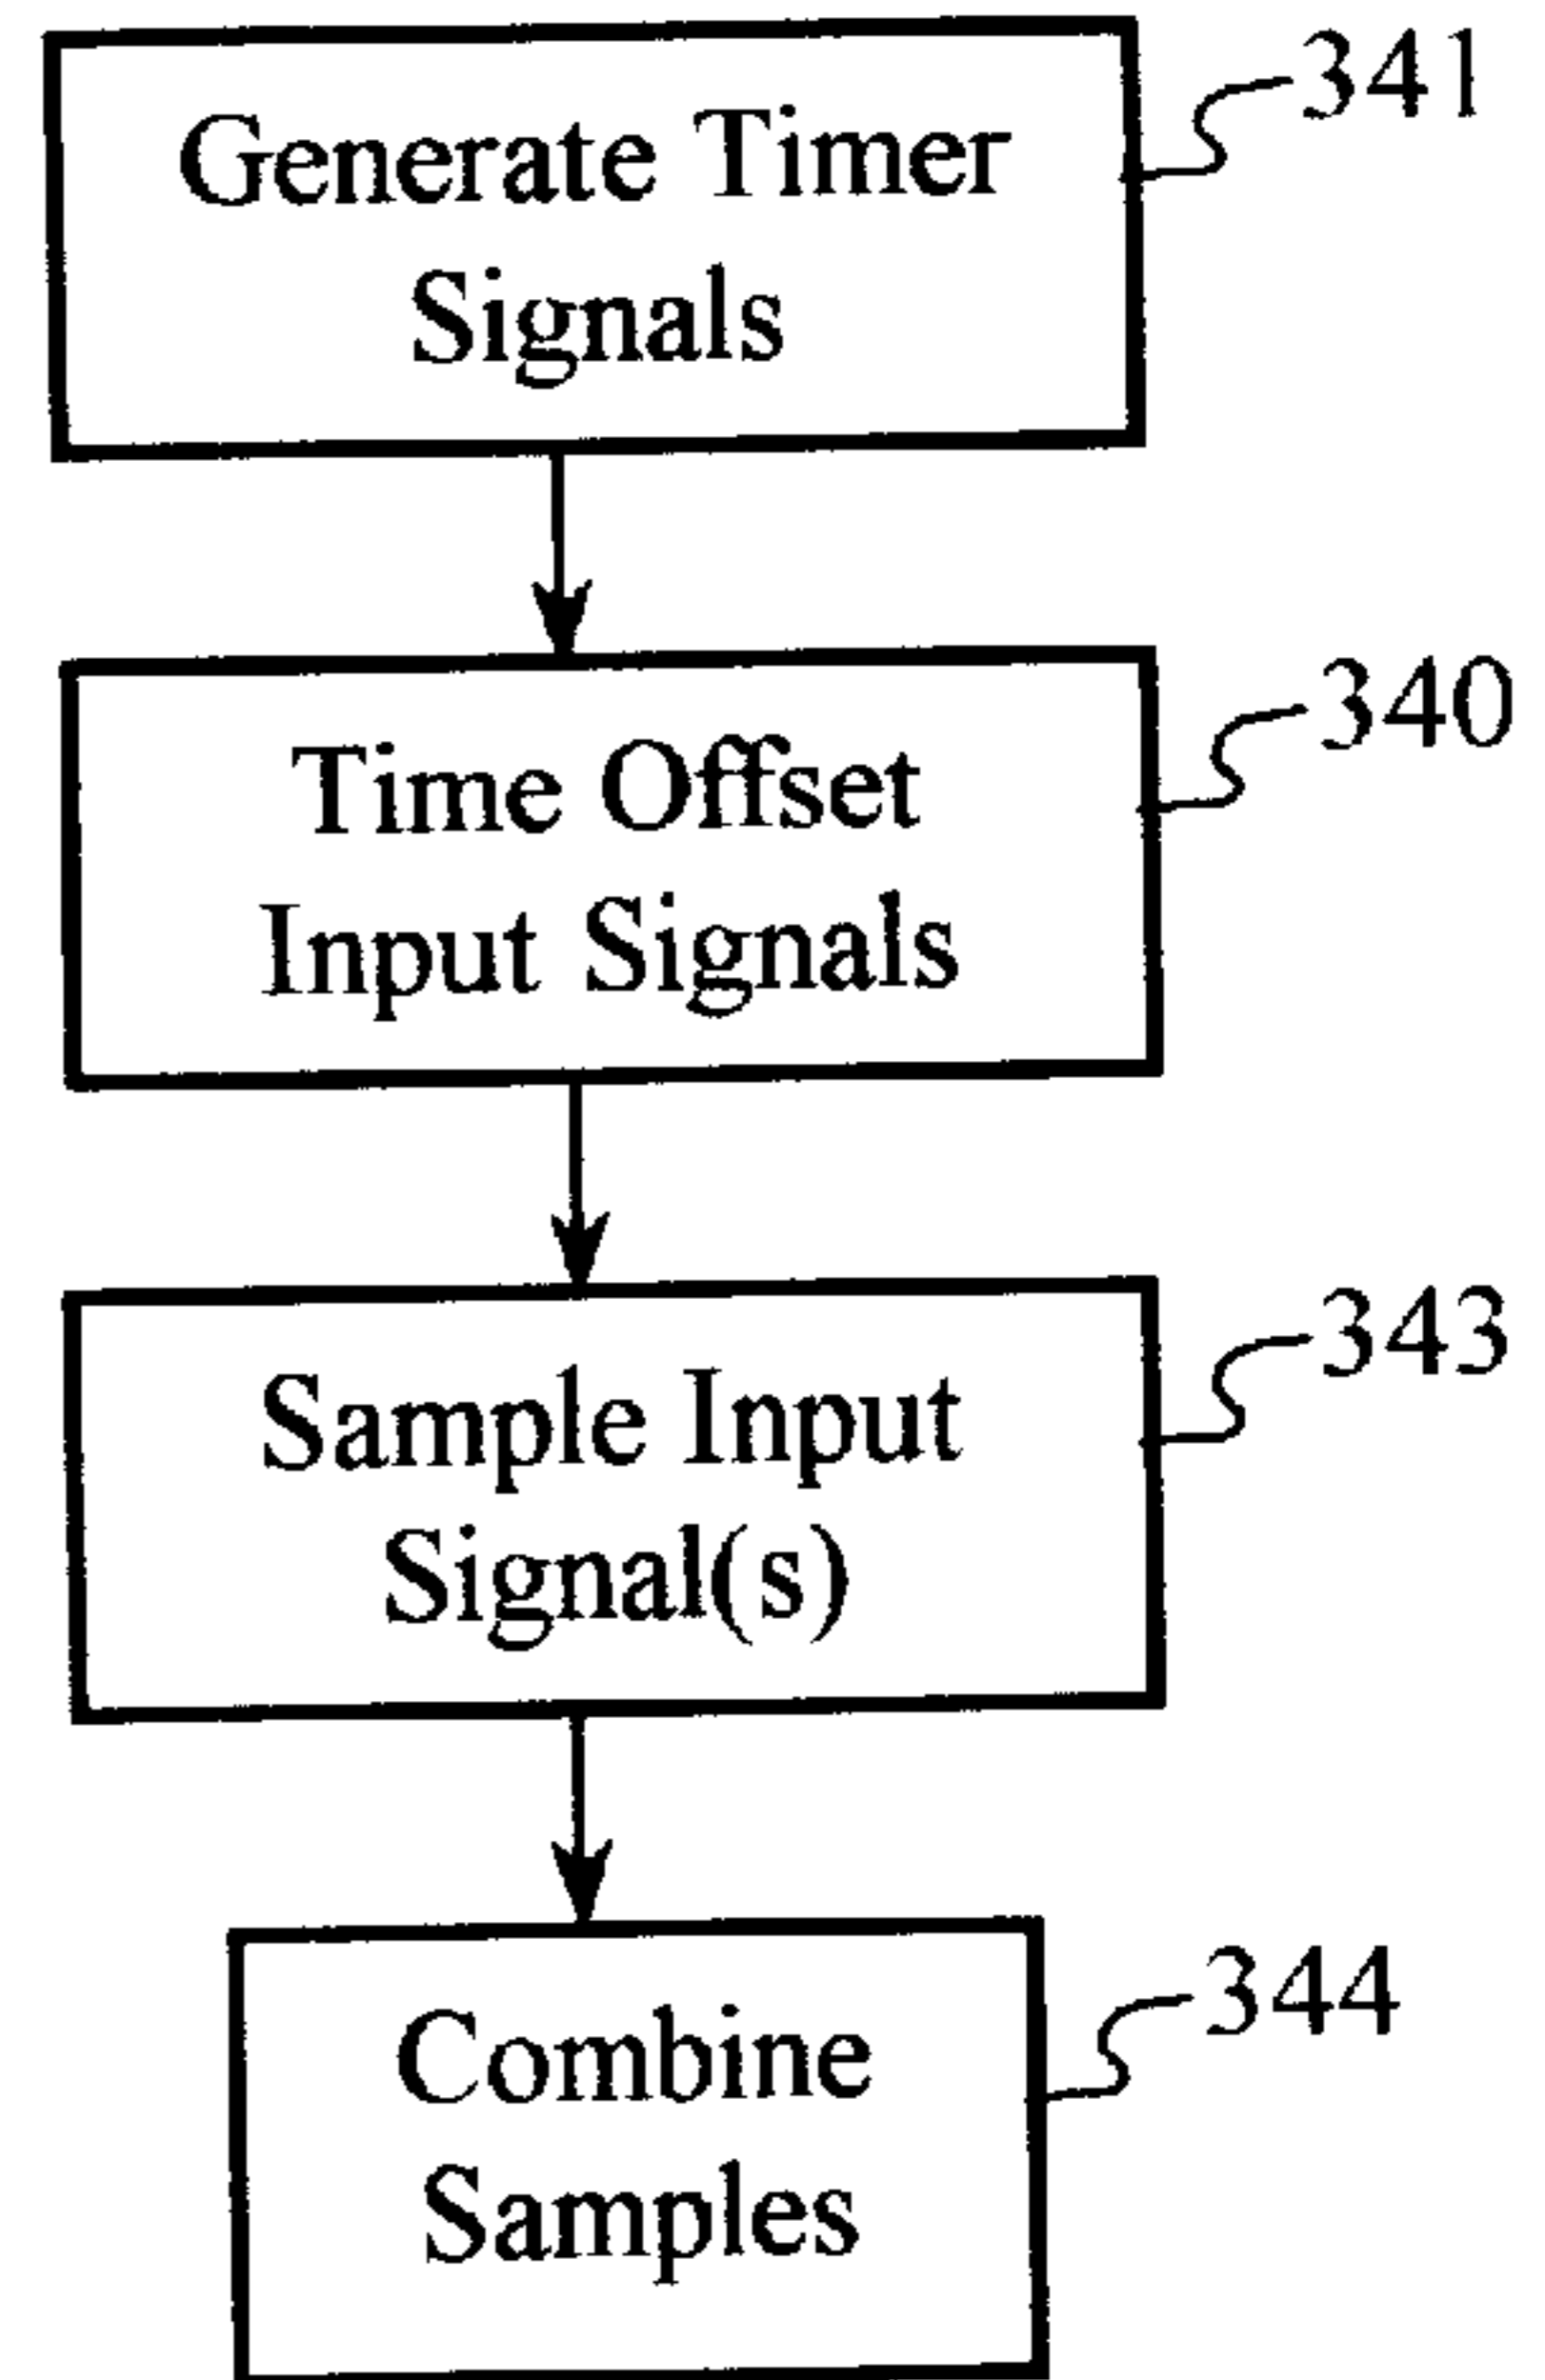 341
Generate Timer
Signals
340
Time Offset
Input Signals
343
Sample Input
Signal(s)
344
Combine
Samples